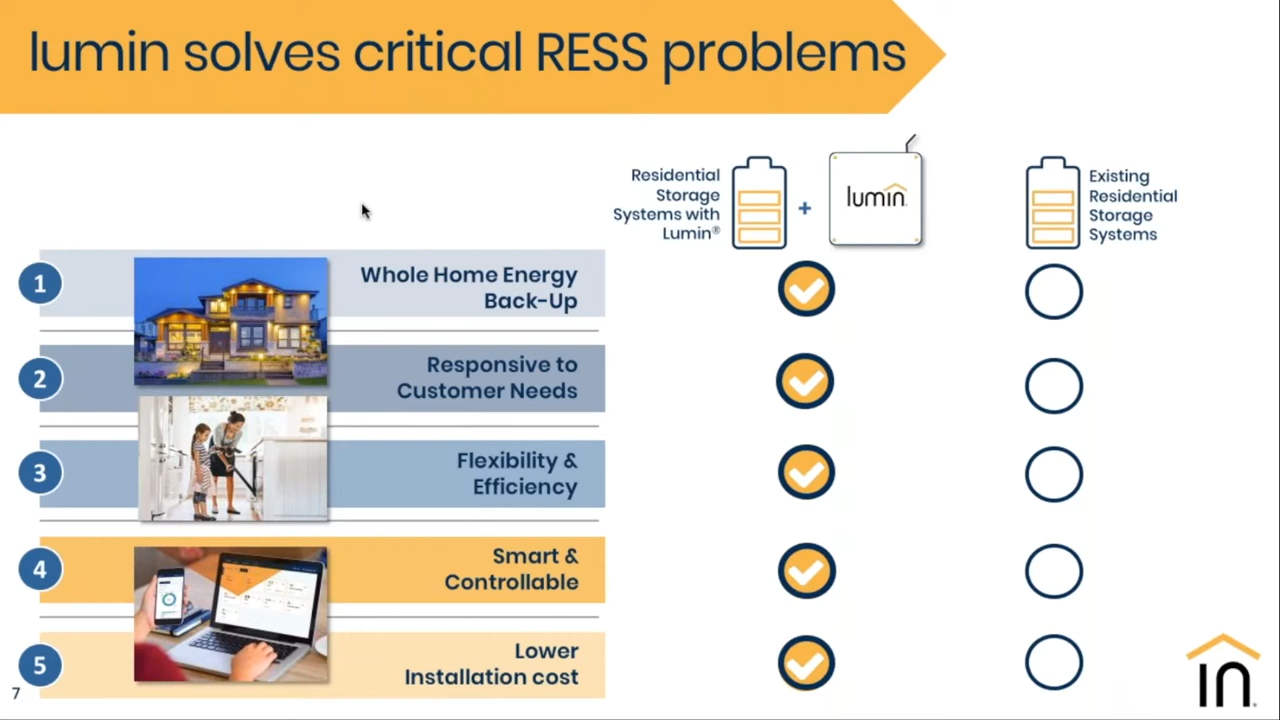 lumin solves critical RESS problems
Residential
Storage
Systems with
Lumin®
+
lumin
Existing
Residential
Storage
Systems
1
Whole Home Energy
Back-Up
2
Responsive to
Customer Needs
3
Flexibility &
Efficiency
4
Smart &
Controllable
5
Lower
Installation cost
7
in